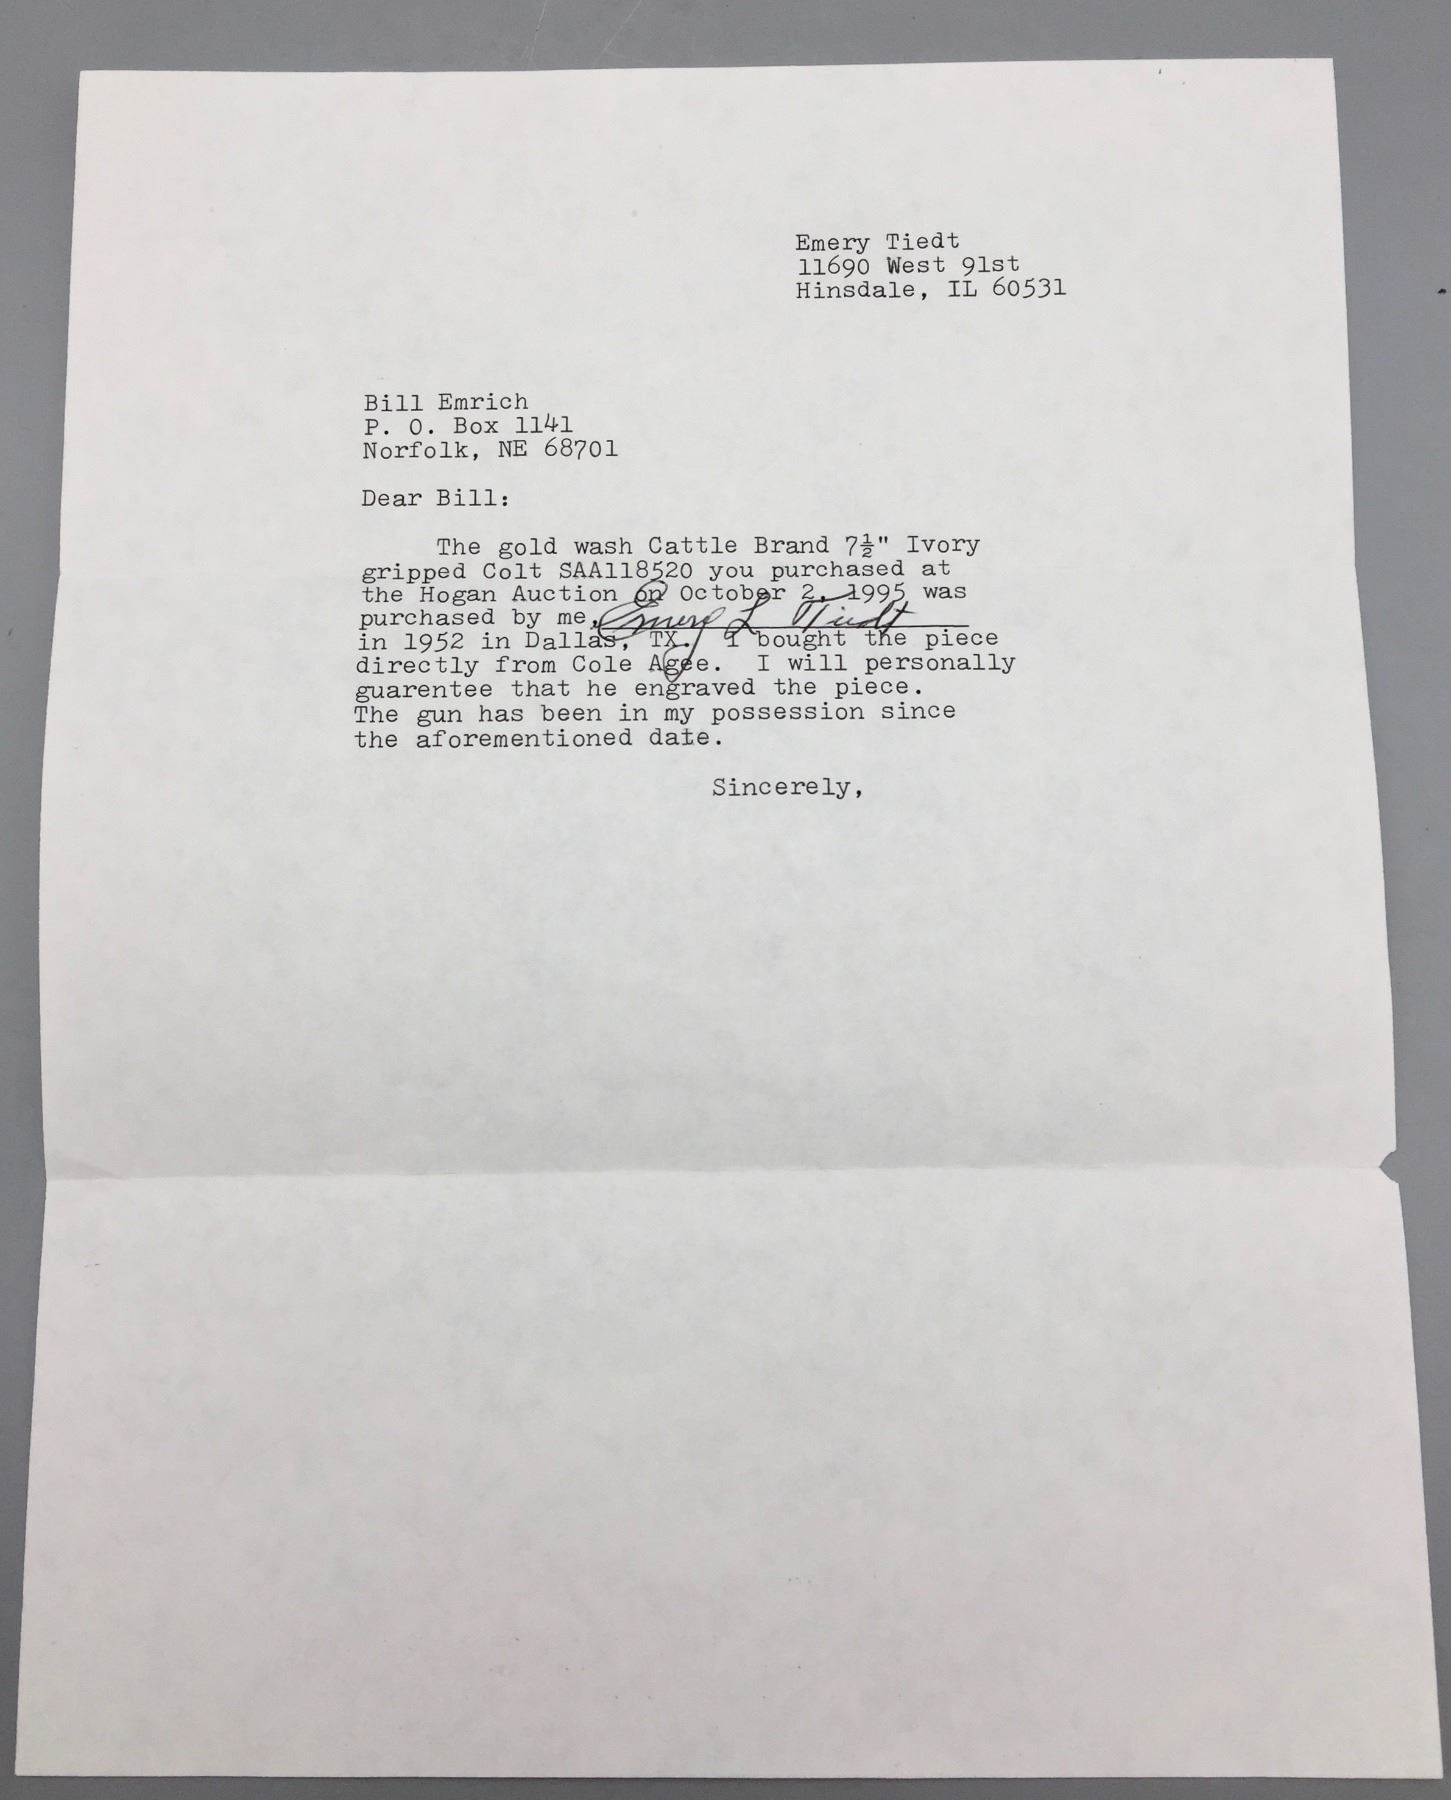 Emery Tiedt
11690 West 91st
Hinsdale, IL 60531
Bill Emrich
P. O. Box 1141
Norfolk, NE 68701
Dear Bill:
The gold wash Cattle Brand 7½" Ivory
gripped Colt SAA118520 you purchased at
the Hogan Auction on October 2, 1995 was
purchased by me, Emery L Tiedt
in 1952 in Dallas, TX. I bought the piece
directly from Cole Agee. I will personally
guarentee that he engraved the piece.
The gun has been in my possession since
the aforementioned date.
Sincerely,